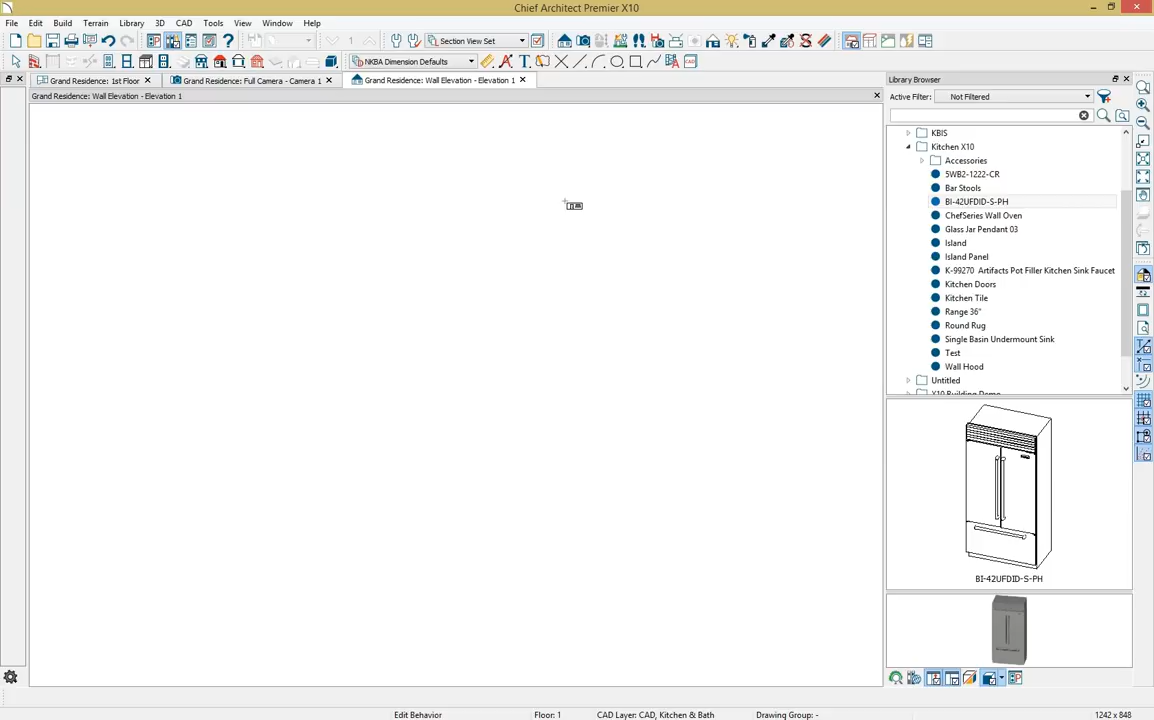 Chief Architect Premier X10
File Edit Build Terrain Library 3D CAD Tools View Window Help
1 Section View Set
NKBA Dimension Defaults
Grand Residence: 1st Floor Grand Residence: Full Camera - Camera 1 Grand Residence: Wall Elevation - Elevation 1
Grand Residence: Wall Elevation - Elevation 1
Library Browser
Active Filter: Not Filtered
KBIS
Kitchen X10
Accessories
5WB2-1222-CR
Bar Stools
BI-42UFDID-S-PH
ChefSeries Wall Oven
Glass Jar Pendant 03
Island
Island Panel
K-99270 Artifacts Pot Filler Kitchen Sink Faucet
Kitchen Doors
Kitchen Tile
Range 36"
Round Rug
Single Basin Undermount Sink
Test
Wall Hood
Untitled
X10 Building Demo
BI-42UFDID-S-PH
Edit Behavior Floor: 1 CAD Layer: CAD, Kitchen & Bath Drawing Group: - 1242 x 848